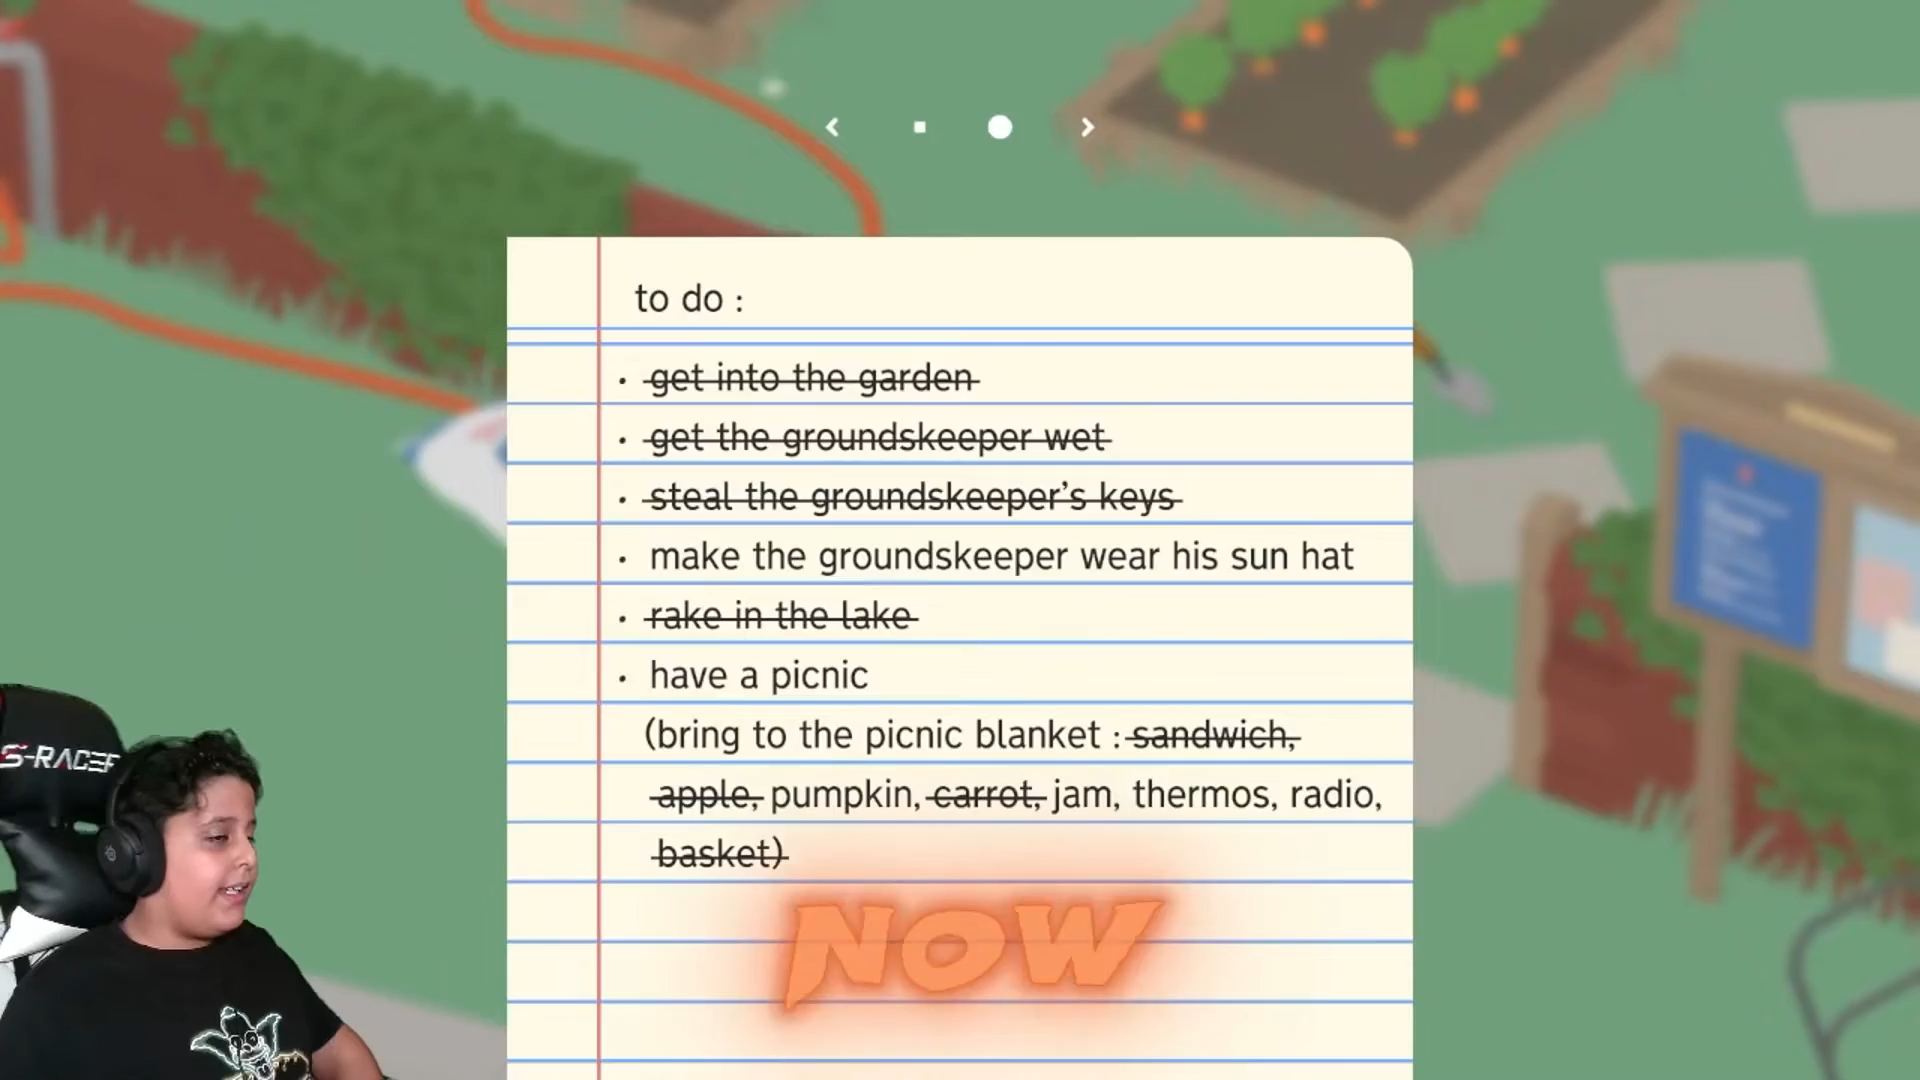 to do :
· get into the garden
· get the groundskeeper wet
· steal the groundskeeper's keys
· make the groundskeeper wear his sun hat
· rake in the lake
· have a picnic
(bring to the picnic blanket : sandwich,
apple, pumpkin, carrot, jam, thermos, radio,
basket)
NOW
S-RACER